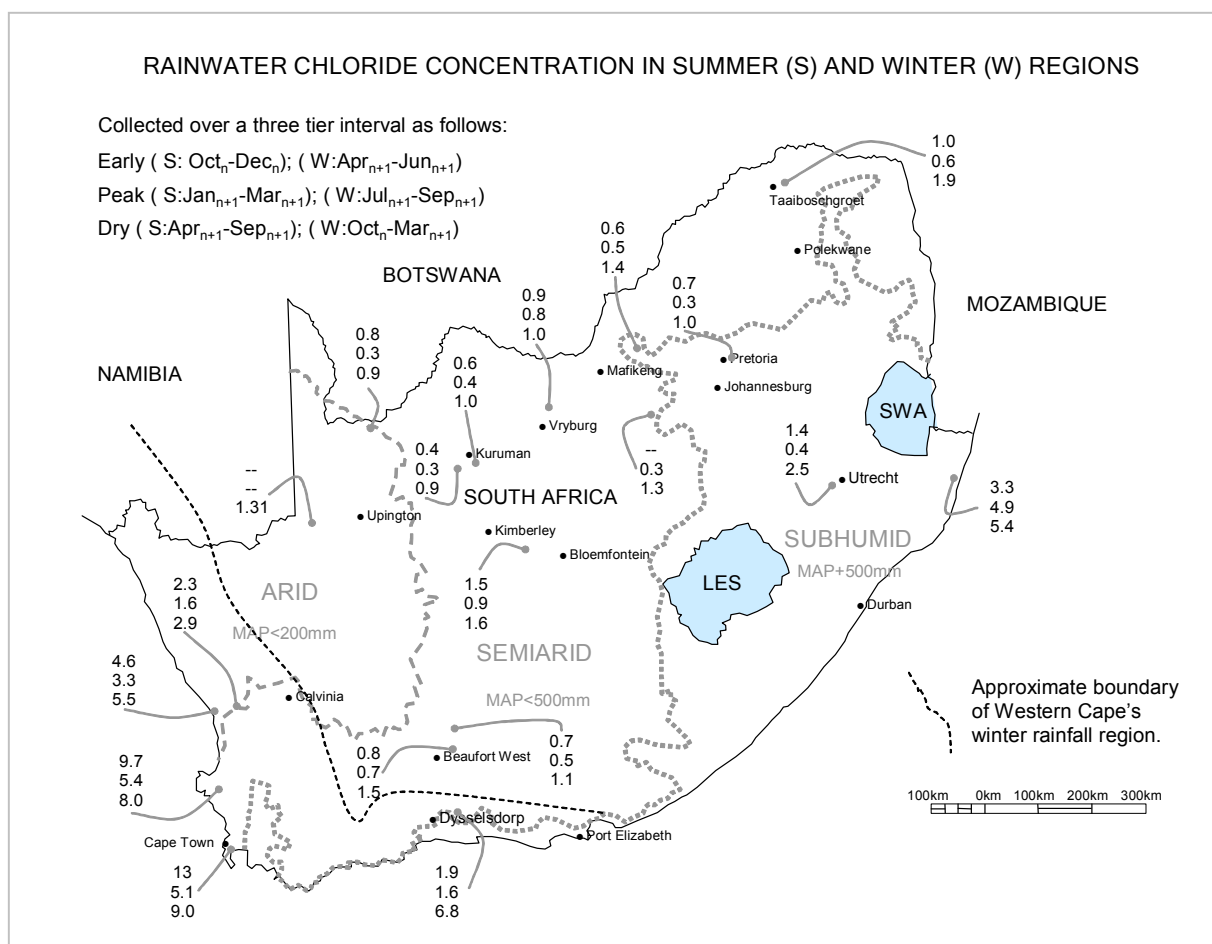 RAINWATER CHLORIDE CONCENTRATION IN SUMMER (S) AND WINTER (W) REGIONS
Collected over a three tier interval as follows:
Early ( S: Octn-Decn); ( W:Aprn+1-Junn+1)
Peak ( S:Jann+1-Marn+1); ( W:Juln+1-Sepn+1)
Dry ( S:Aprn+1-Sepn+1); ( W:Octn-Marn+1)
1.0
0.6
1.9
Taaiboschgroet
Polekwane
0.6
0.5
1.4
BOTSWANA
0.7
0.3
1.0
0.9
0.8
1.0
MOZAMBIQUE
0.8
0.3
0.9
NAMIBIA
0.6
0.4
1.0
Pretoria
Mafikeng
Johannesburg
SWA
Vryburg
1.4
0.4
2.5
0.4
0.3
0.9
Kuruman
--
0.3
1.3
--
--
1.31
Utrecht
3.3
4.9
5.4
SOUTH AFRICA
Upington
Kimberley
Bloemfontein
SUBHUMID
MAP+500mm
LES
2.3
1.6
2.9
ARID
MAP<200mm
1.5
0.9
1.6
Durban
SEMIARID
MAP<500mm
4.6
3.3
5.5
Calvinia
Approximate boundary
of Western Cape's
winter rainfall region.
0.7
0.5
1.1
0.8
0.7
1.5
Beaufort West
9.7
5.4
8.0
100km 0km 100km 200km 300km
Dysselsdorp
Port Elizabeth
Cape Town
13
5.1
9.0
1.9
1.6
6.8